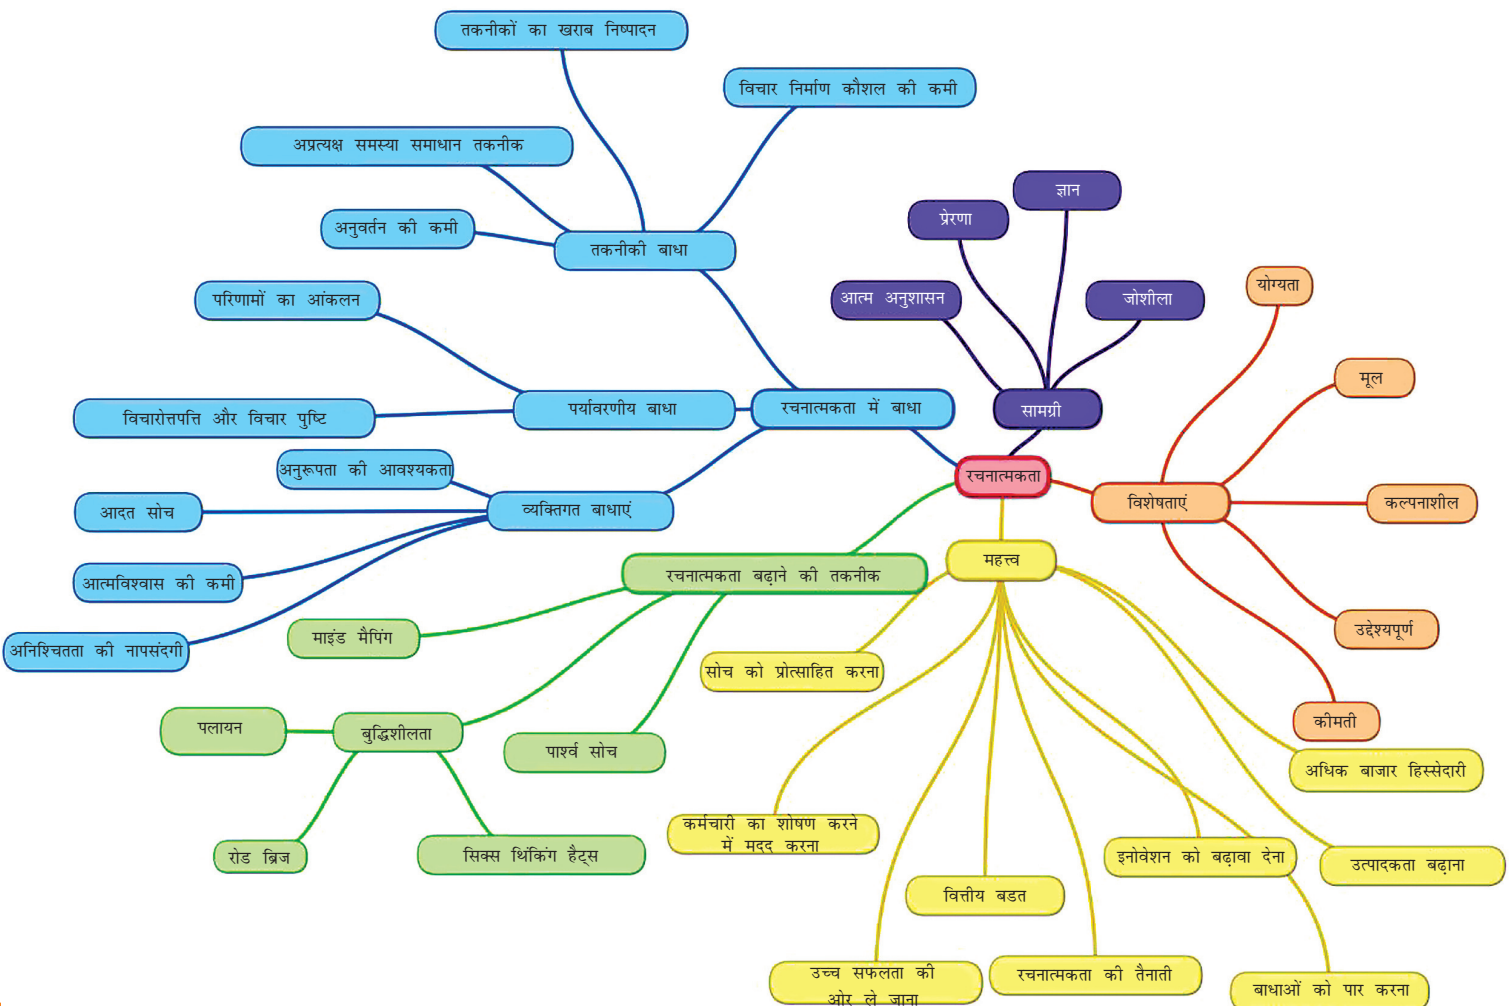 तकनीकों का खराब निष्पादन
विचार निर्माण कौशल की कमी
अप्रत्यक्ष समस्या समाधान तकनीक
अनुवर्तन की कमी
तकनीकी बाधा
परिणामों का आंकलन
विचारोत्तपत्ति और विचार पुष्टि
पर्यावरणीय बाधा
रचनात्मकता में बाधा
अनुरूपता की आवश्यकता
आदत सोच
व्यक्तिगत बाधाएं
आत्मविश्वास की कमी
अनिश्चितता की नापसंदगी
ज्ञान
प्रेरणा
आत्म अनुशासन
जोशीला
सामग्री
रचनात्मकता
योग्यता
मूल
कल्पनाशील
विशेषताएं
उद्देश्यपूर्ण
कीमती
महत्त्व
रचनात्मकता बढ़ाने की तकनीक
माइंड मैपिंग
पलायन
बुद्धिशीलता
पार्श्व सोच
रोड ब्रिज
सिक्स थिंकिंग हैट्स
सोच को प्रोत्साहित करना
कर्मचारी का शोषण करने
में मदद करना
वित्तीय बडत
उच्च सफलता की
ओर ले जाना
रचनात्मकता की तैनाती
इनोवेशन को बढ़ावा देना
बाधाओं को पार करना
उत्पादकता बढ़ाना
अधिक बाजार हिस्सेदारी